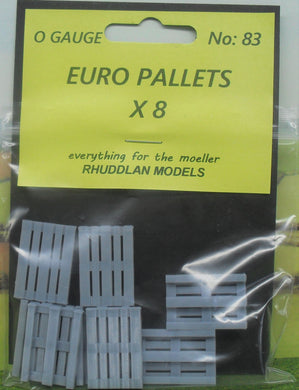 O GAUGE No: 83
EURO PALLETS
X 8
everything for the moeller
RHUDDLAN MODELS